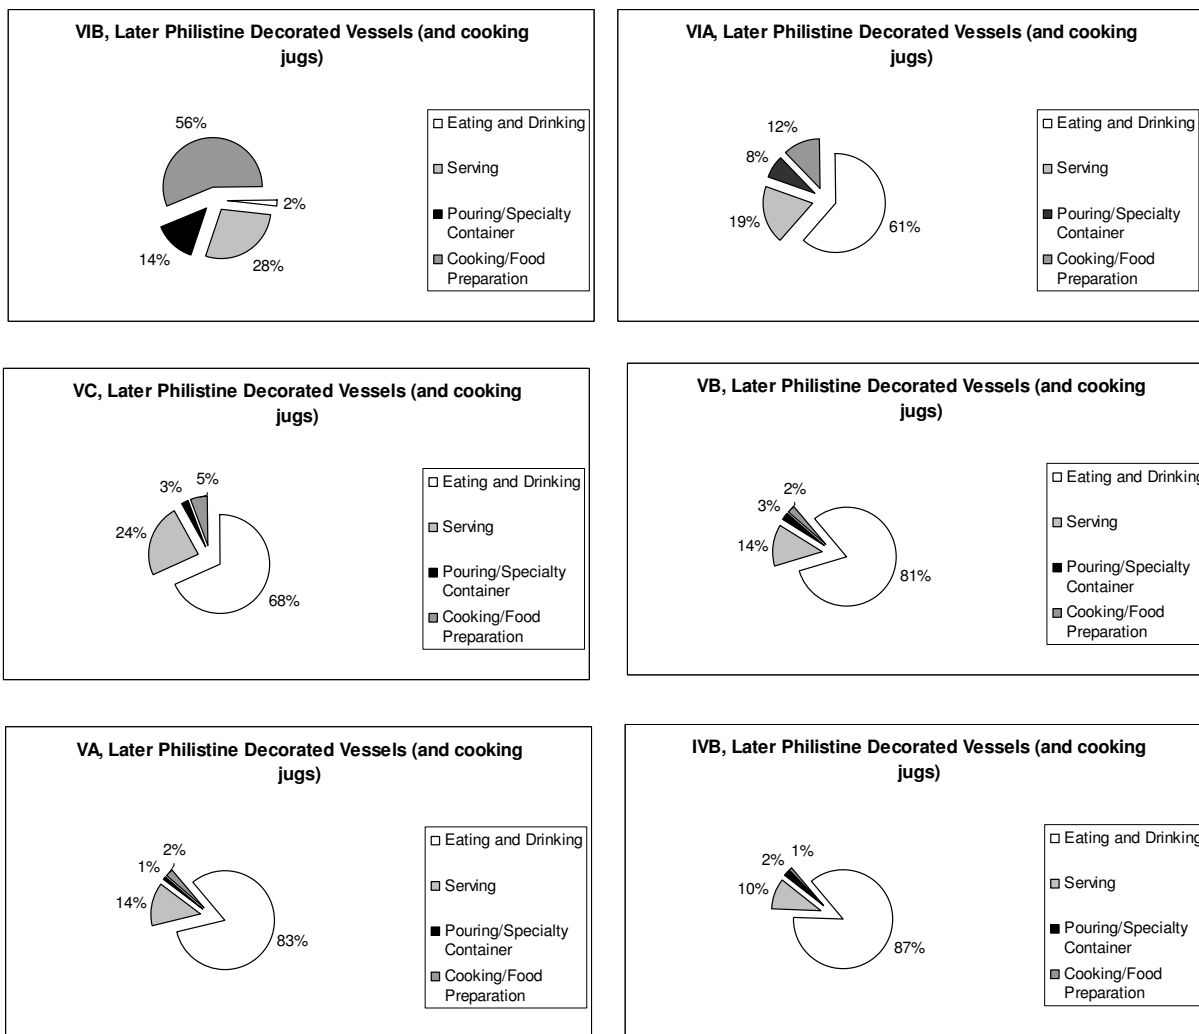 VIB, Later Philistine Decorated Vessels (and cooking
jugs)
56%
2%
28%
14%
Eating and Drinking
Serving
Pouring/Specialty
Container
Cooking/Food
Preparation
VIA, Later Philistine Decorated Vessels (and cooking
jugs)
12%
8%
19%
61%
Eating and Drinking
Serving
Pouring/Specialty
Container
Cooking/Food
Preparation
VC, Later Philistine Decorated Vessels (and cooking
jugs)
5%
3%
24%
68%
Eating and Drinking
Serving
Pouring/Specialty
Container
Cooking/Food
Preparation
VB, Later Philistine Decorated Vessels (and cooking
jugs)
2%
3%
14%
81%
Eating and Drinking
Serving
Pouring/Specialty
Container
Cooking/Food
Preparation
VA, Later Philistine Decorated Vessels (and cooking
jugs)
2%
1%
14%
83%
Eating and Drinking
Serving
Pouring/Specialty
Container
Cooking/Food
Preparation
IVB, Later Philistine Decorated Vessels (and cooking
jugs)
1%
2%
10%
87%
Eating and Drinking
Serving
Pouring/Specialty
Container
Cooking/Food
Preparation